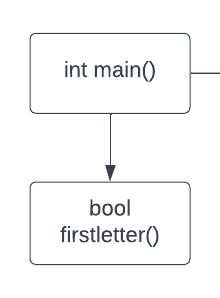 int main()
bool
firstletter()